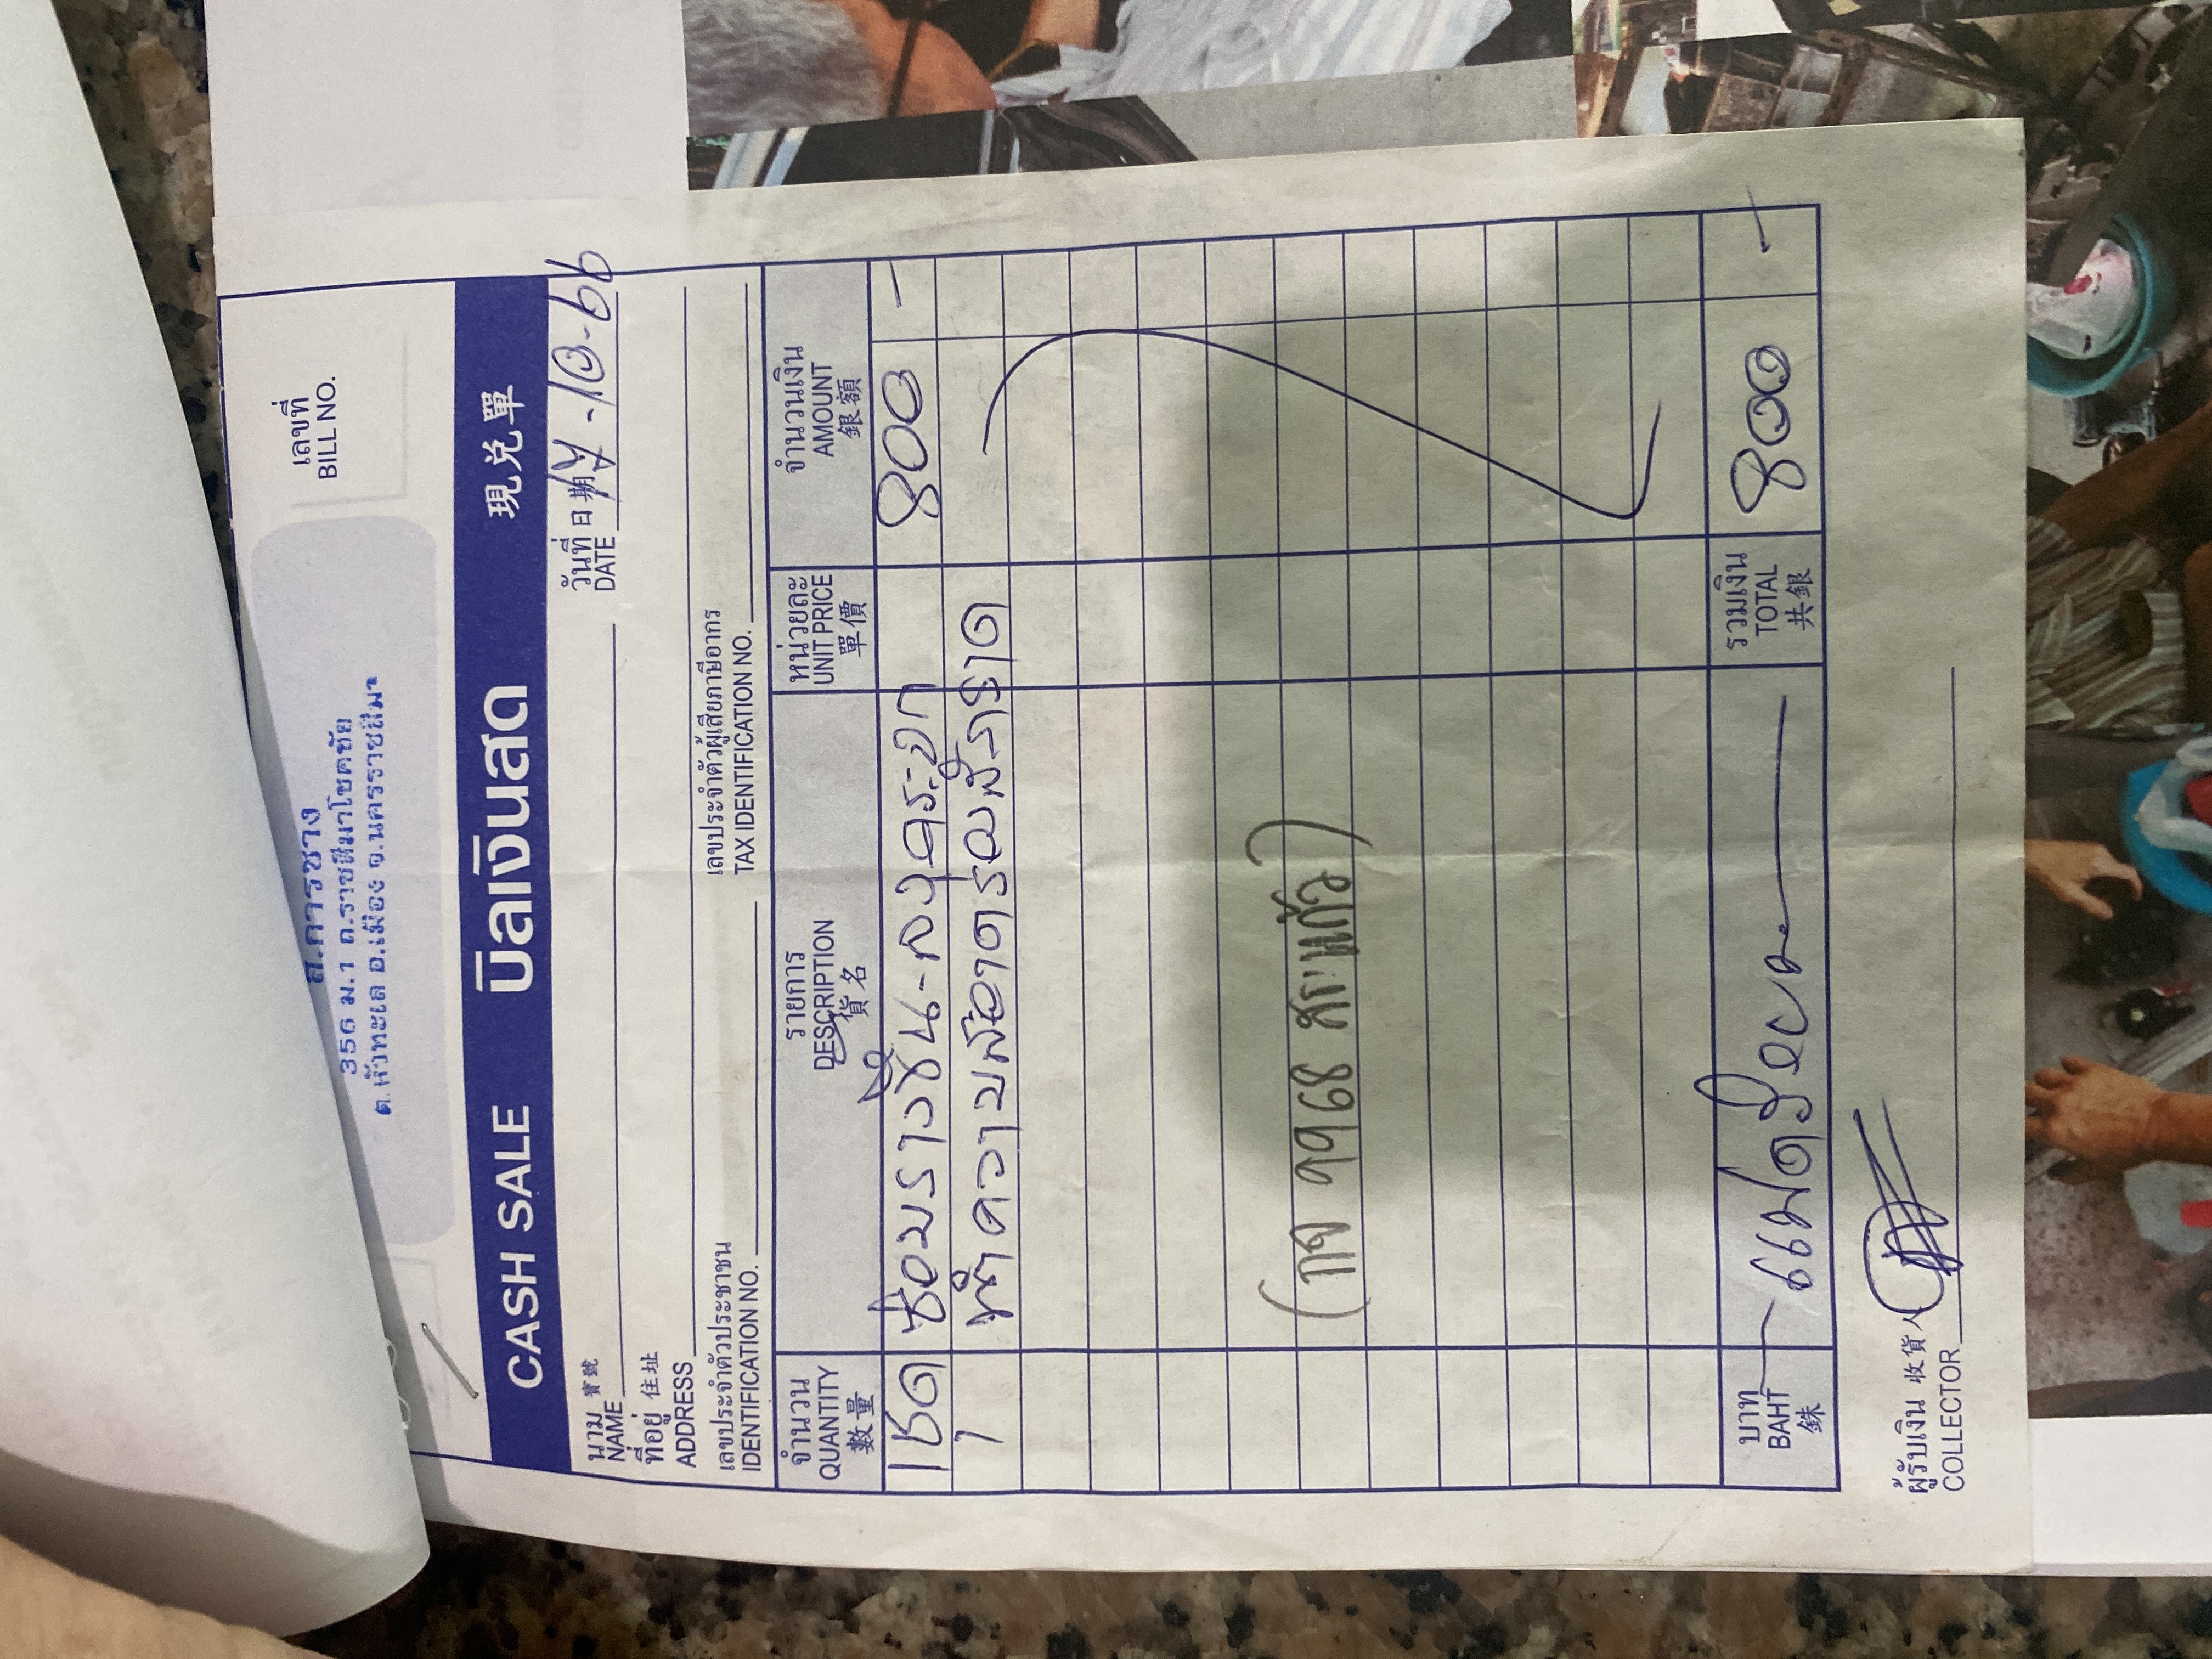 ส.การช่าง
356 ม.1 ถ.ราชสีมาโชคชัย
ต.หัวทะเล อ.เมือง จ.นครราชสีมา
เลขที่
BILL NO.
CASH SALE บิลเงินสด 現兌單
วันที่ 日期
DATE 17-10-66
นาม 寶號
NAME
ที่อยู่ 住址
ADDRESS
เลขประจำตัวประชาชน เลขประจำตัวผู้เสียภาษีอากร
IDENTIFICATION NO. TAX IDENTIFICATION NO.
จำนวน รายการ หน่วยละ จำนวนเงิน
QUANTITY DESCRIPTION UNIT PRICE AMOUNT
數量 貨名 單價 銀額
1 ชุด ซ่อมรางขึ้น-ลงกระจก 800 -
1 ทำความสะอาดรอบคัน
(กจ 9968 สระแก้ว)
บาท รวมเงิน
BAHT แปดร้อยบาท TOTAL 800 -
銖 共銀
ผู้รับเงิน 收貨人
COLLECTOR